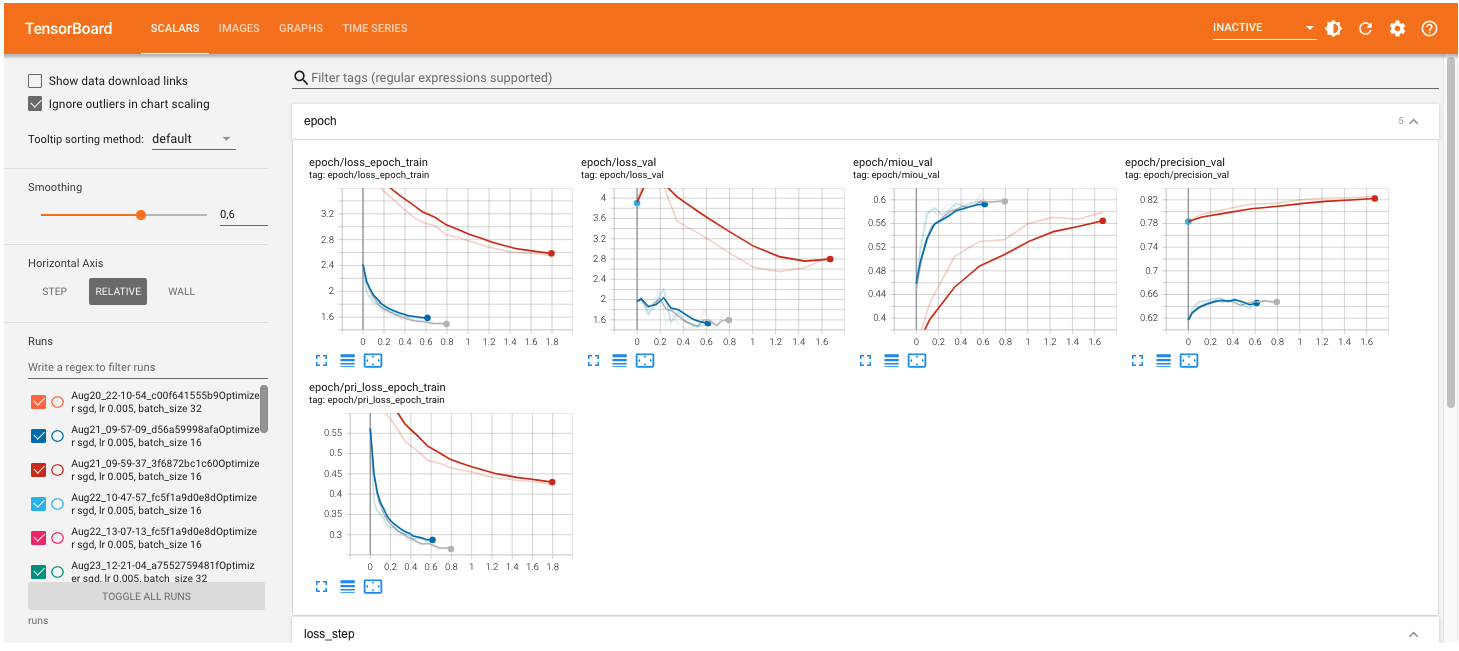 TensorBoard SCALARS IMAGES GRAPHS TIME SERIES INACTIVE
Show data download links
Ignore outliers in chart scaling
Tooltip sorting method: default
Smoothing
0,6
Horizontal Axis
STEP RELATIVE WALL
Runs
Write a regex to filter runs
Aug20_22-10-54_c00f641555b9Optimize
r sgd, lr 0.005, batch_size 32
Aug21_09-57-09_d56a59998afaOptimize
r sgd, lr 0.005, batch_size 16
Aug21_09-59-37_3f6872bc1c60Optimize
r sgd, lr 0.005, batch_size 16
Aug22_10-47-57_fc5f1a9d0e8dOptimize
r sgd, lr 0.005, batch_size 16
Aug22_13-07-13_fc5f1a9d0e8dOptimize
r sgd, lr 0.005, batch_size 16
Aug23_12-21-04_a7552759481fOptimiz
er sgd, lr 0.005, batch_size 32
TOGGLE ALL RUNS
runs
Filter tags (regular expressions supported)
epoch 5
epoch/loss_epoch_train
tag: epoch/loss_epoch_train
3.2
2.8
2.4
2
1.6
0 0.2 0.4 0.6 0.8 1 1.2 1.4 1.6 1.8
epoch/loss_val
tag: epoch/loss_val
4
3.6
3.2
2.8
2.4
2
1.6
0 0.2 0.4 0.6 0.8 1 1.2 1.4 1.6
epoch/miou_val
tag: epoch/miou_val
0.6
0.56
0.52
0.48
0.44
0.4
0 0.2 0.4 0.6 0.8 1 1.2 1.4 1.6
epoch/precision_val
tag: epoch/precision_val
0.82
0.78
0.74
0.7
0.66
0.62
0 0.2 0.4 0.6 0.8 1 1.2 1.4 1.6
epoch/pri_loss_epoch_train
tag: epoch/pri_loss_epoch_train
0.55
0.5
0.45
0.4
0.35
0.3
0 0.2 0.4 0.6 0.8 1 1.2 1.4 1.6 1.8
loss_step